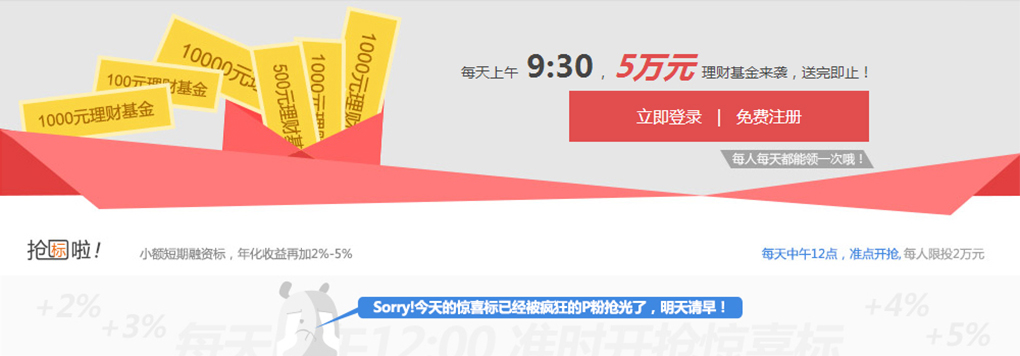 10000元理
1000元
100元理财基金
500元理财基
1000元理财
1000元理财基金
每天上午 9:30，5万元 理财基金来袭，送完即止！
立即登录 | 免费注册
每人每天都能领一次哦！
抢标啦！
小额短期融资标，年化收益再加2%-5%
每天中午12点，准点开抢, 每人限投2万元
Sorry!今天的惊喜标已经被疯狂的P粉抢光了，明天请早！
+2%
+3%
+4%
+5%
每天 午12:00 准时开抢惊喜标